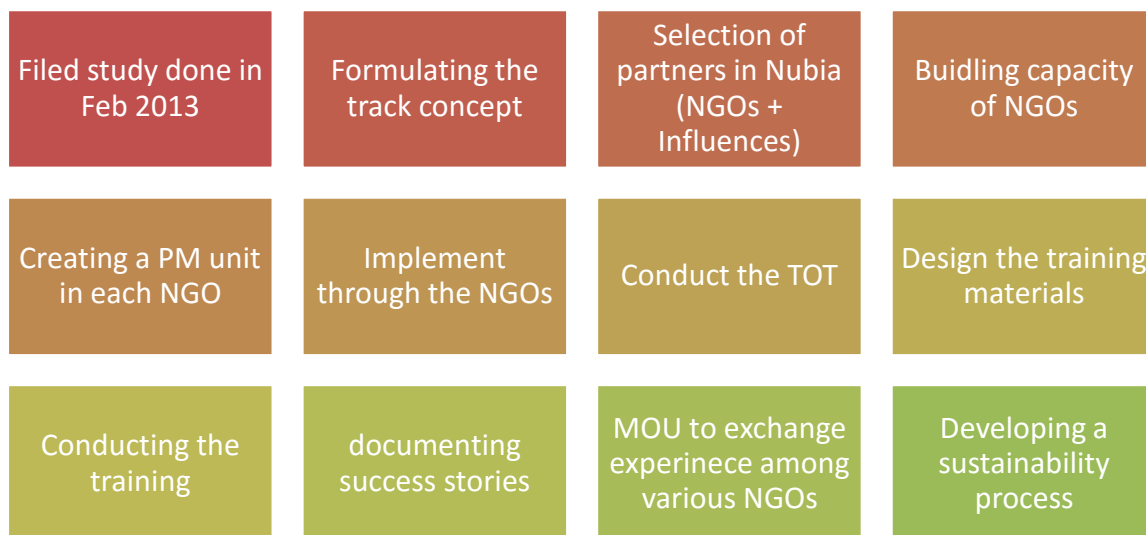 Filed study done in
Feb 2013
Formulating the
track concept
Selection of
partners in Nubia
(NGOs +
Influences)
Buidling capacity
of NGOs
Creating a PM unit
in each NGO
Implement
through the NGOs
Conduct the TOT
Design the training
materials
Conducting the
training
documenting
success stories
MOU to exchange
experinece among
various NGOs
Developing a
sustainability
process